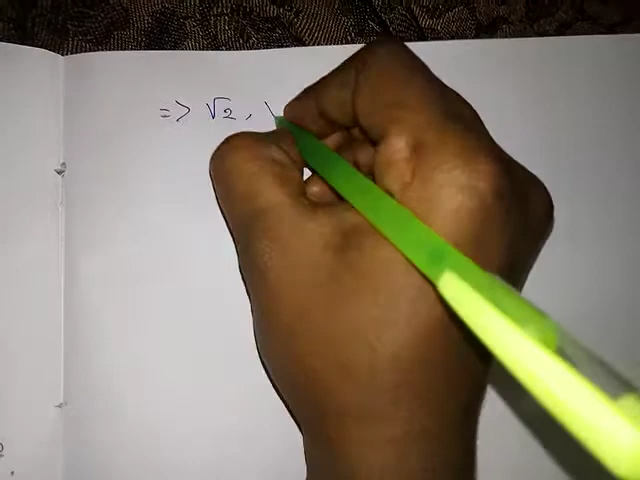 => √2,